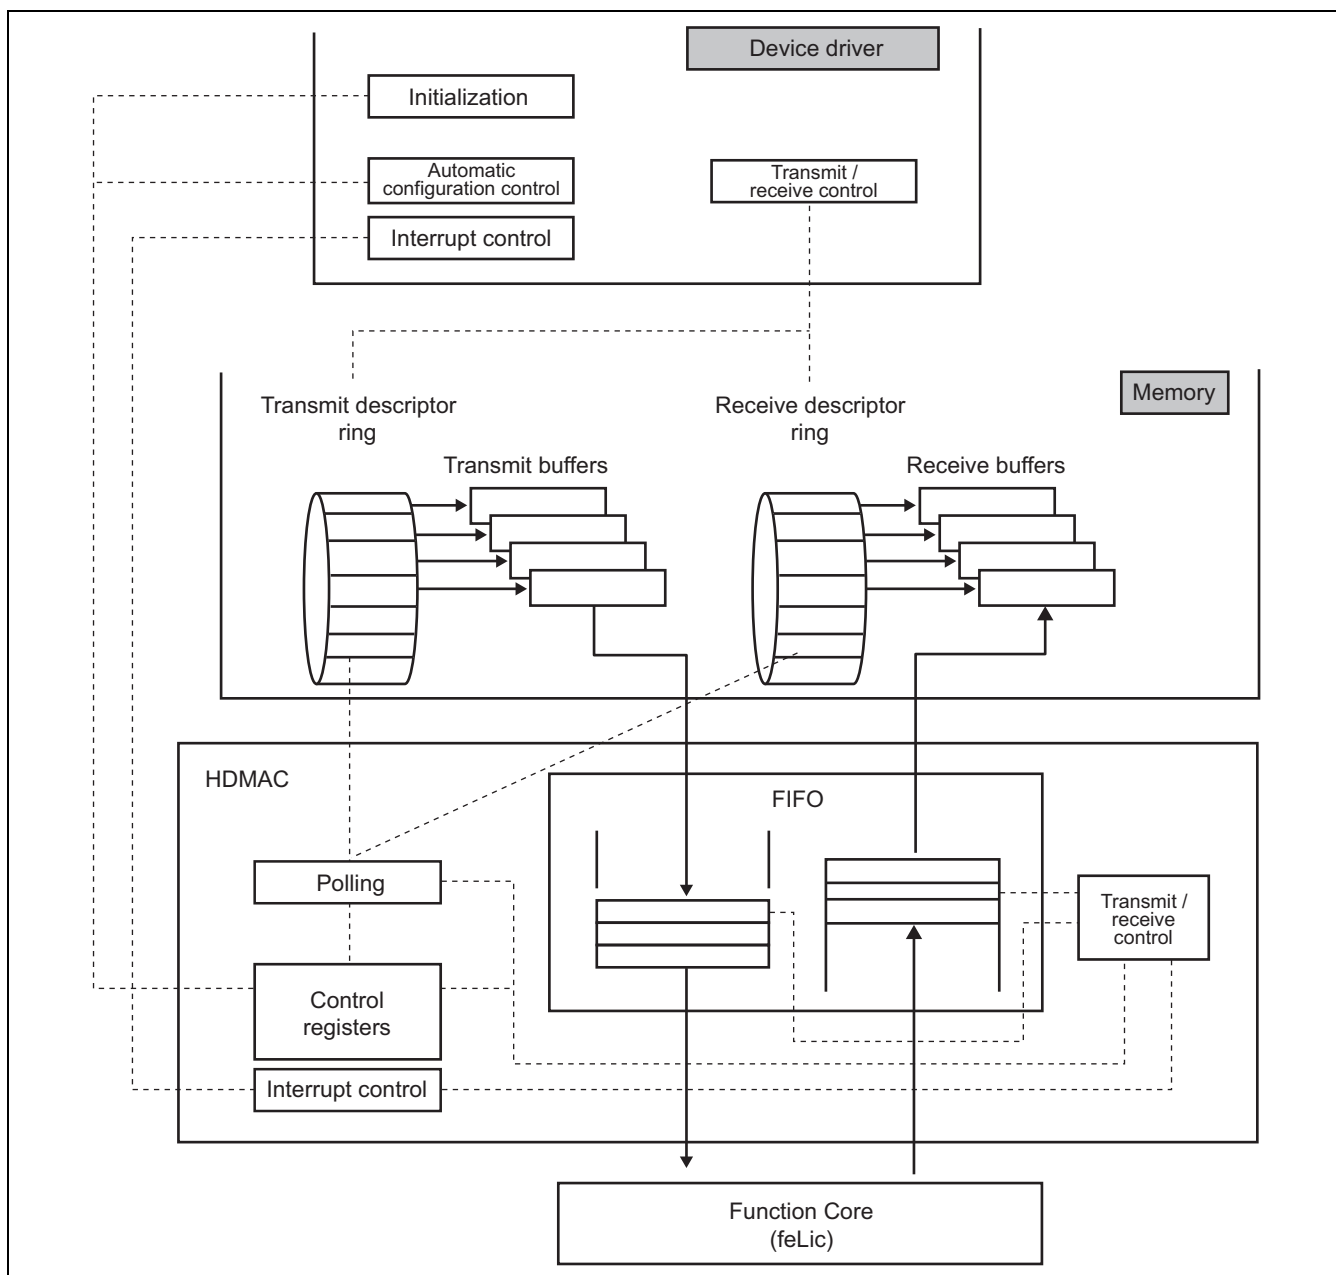 Device driver
Initialization
Automatic
configuration control
Transmit /
receive control
Interrupt control
Memory
Transmit descriptor
ring
Receive descriptor
ring
Transmit buffers
Receive buffers
HDMAC
FIFO
Polling
Transmit /
receive
control
Control
registers
Interrupt control
Function Core
(feLic)